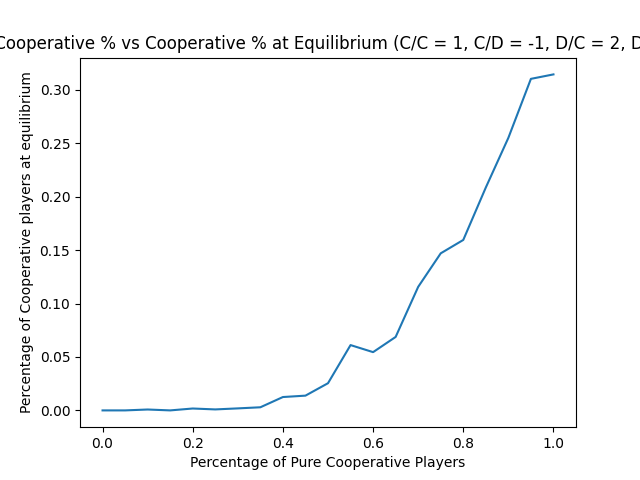 Cooperative % vs Cooperative % at Equilibrium (C/C = 1, C/D = -1, D/C = 2, D
Percentage of Cooperative players at equilibrium
0.30
0.25
0.20
0.15
0.10
0.05
0.00
0.0 0.2 0.4 0.6 0.8 1.0
Percentage of Pure Cooperative Players